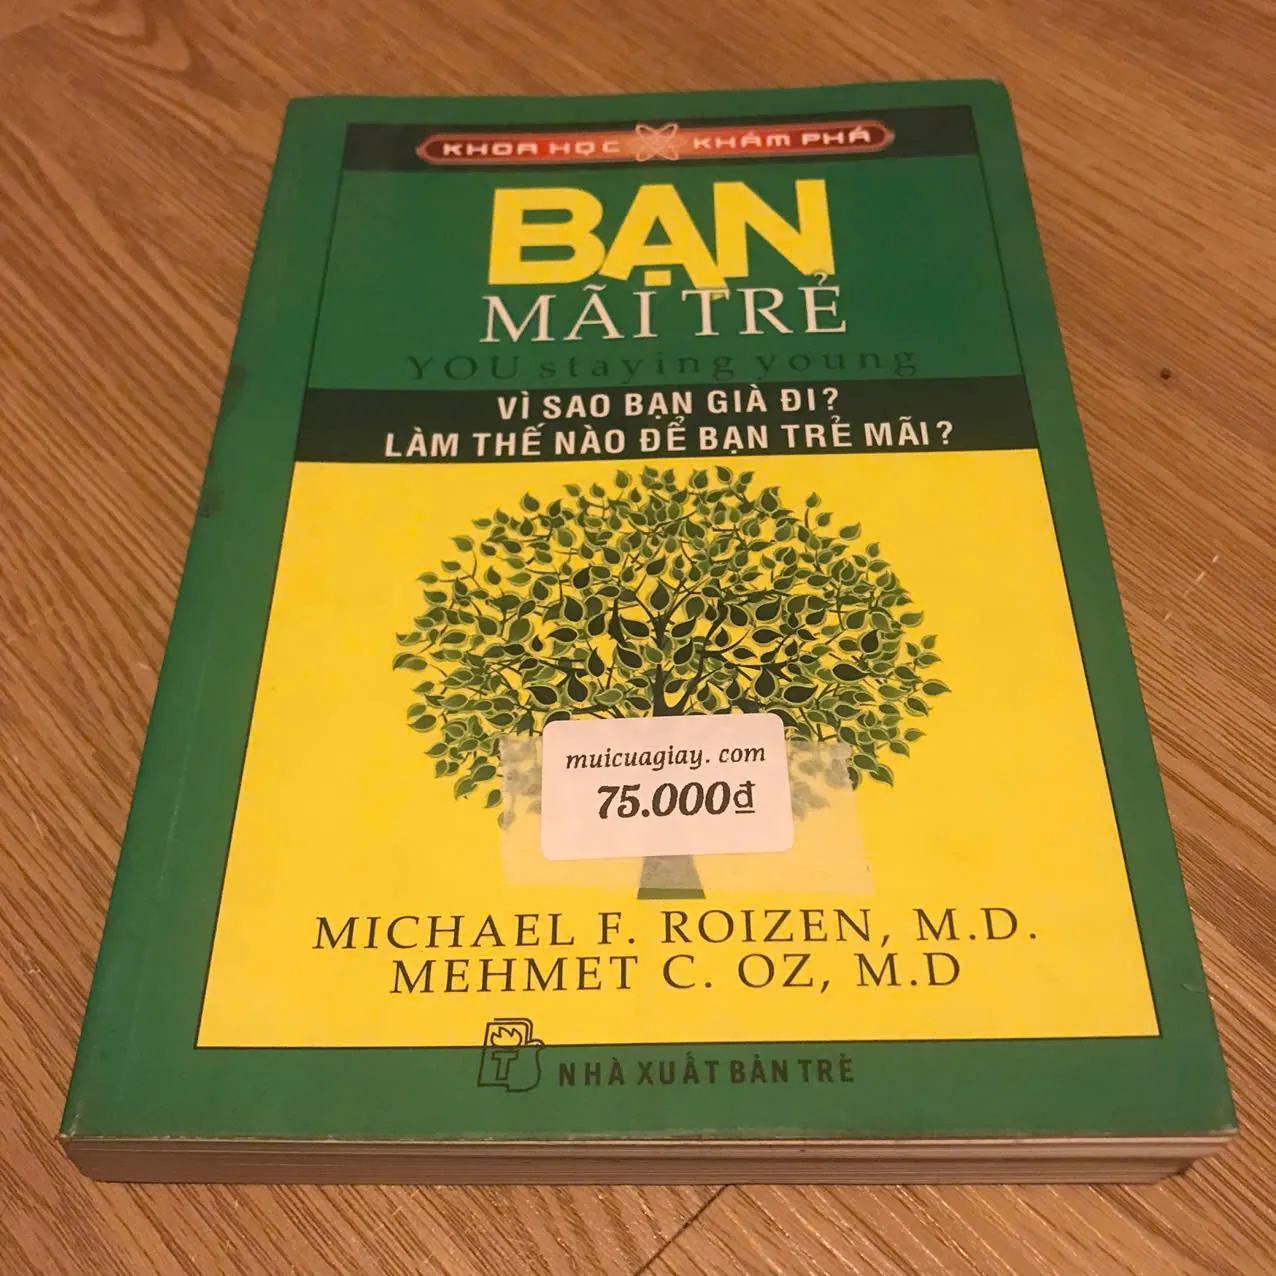 KHOA HỌC KHÁM PHÁ
BẠN
MÃI TRẺ
YOU staying young
VÌ SAO BẠN GIÀ ĐI?
LÀM THẾ NÀO ĐỂ BẠN TRẺ MÃI?
muicuagiay. com
75.000₫
MICHAEL F. ROIZEN, M.D.
MEHMET C. OZ, M.D
T
NHÀ XUẤT BẢN TRẺ